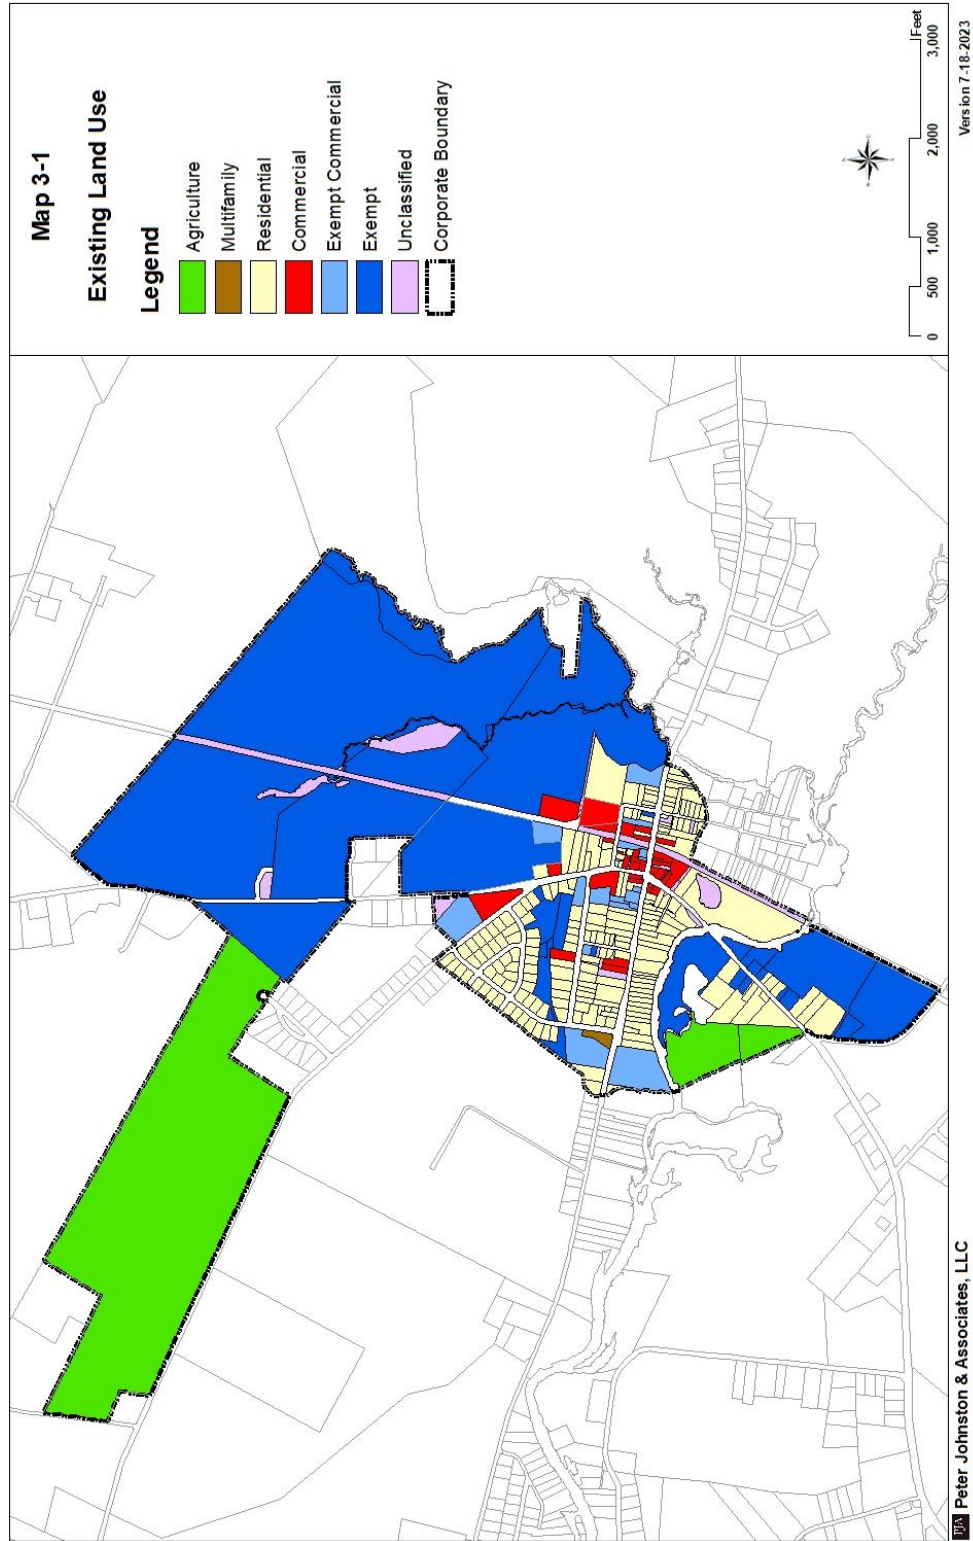 Map 3-1
Existing Land Use
Legend
Agriculture
Multifamily
Residential
Commercial
Exempt Commercial
Exempt
Unclassified
Corporate Boundary
Feet
0 500 1,000 2,000 3,000
PJA Peter Johnston & Associates, LLC
Version 7-18-2023